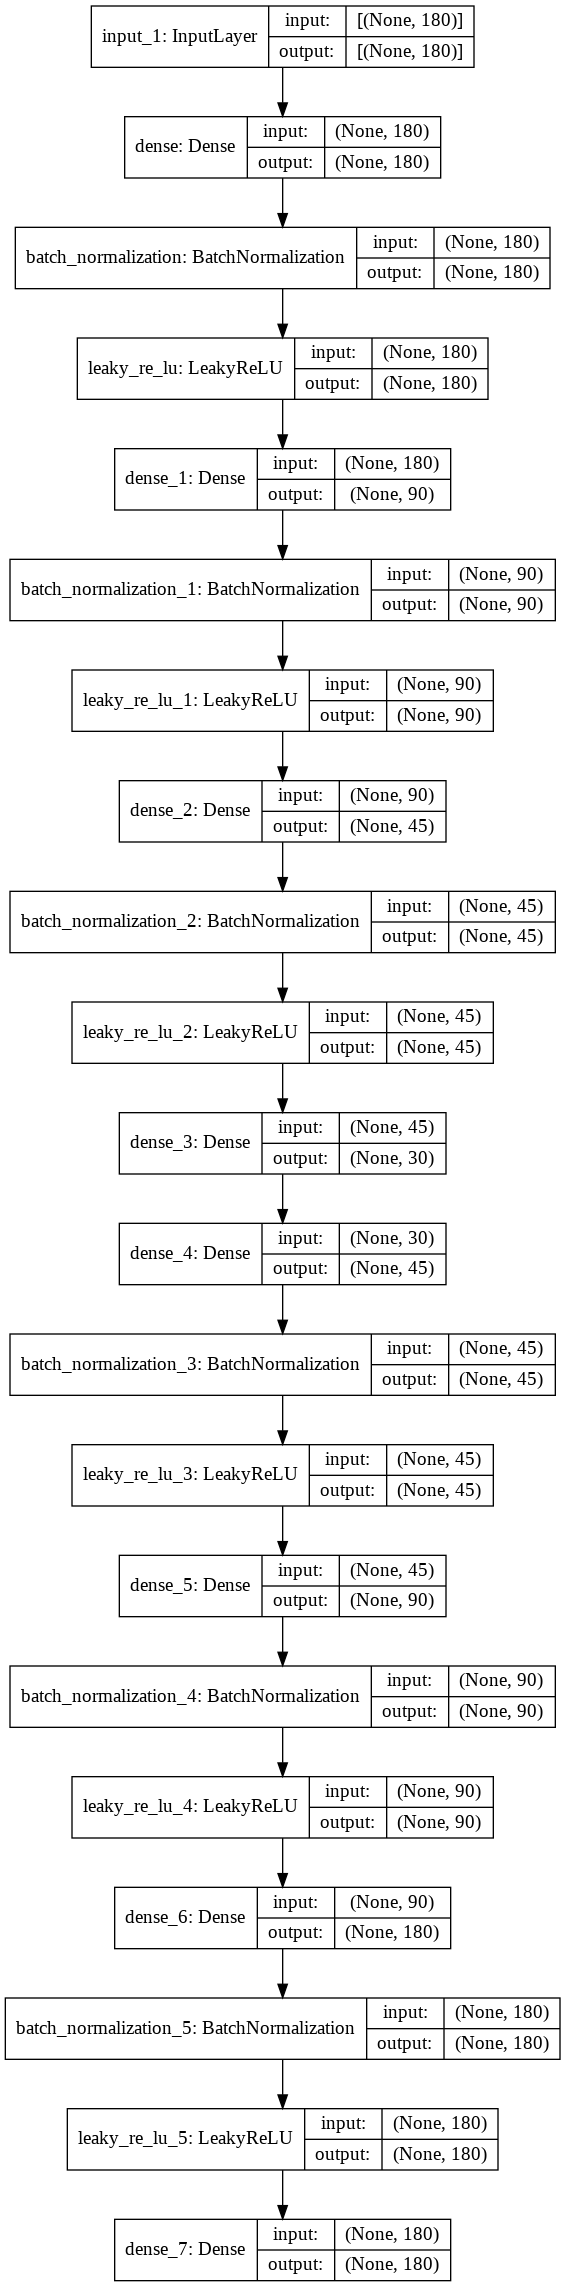 input_1: InputLayer
input: [(None, 180)]
output: [(None, 180)]
dense: Dense
input: (None, 180)
output: (None, 180)
batch_normalization: BatchNormalization
input: (None, 180)
output: (None, 180)
leaky_re_lu: LeakyReLU
input: (None, 180)
output: (None, 180)
dense_1: Dense
input: (None, 180)
output: (None, 90)
batch_normalization_1: BatchNormalization
input: (None, 90)
output: (None, 90)
leaky_re_lu_1: LeakyReLU
input: (None, 90)
output: (None, 90)
dense_2: Dense
input: (None, 90)
output: (None, 45)
batch_normalization_2: BatchNormalization
input: (None, 45)
output: (None, 45)
leaky_re_lu_2: LeakyReLU
input: (None, 45)
output: (None, 45)
dense_3: Dense
input: (None, 45)
output: (None, 30)
dense_4: Dense
input: (None, 30)
output: (None, 45)
batch_normalization_3: BatchNormalization
input: (None, 45)
output: (None, 45)
leaky_re_lu_3: LeakyReLU
input: (None, 45)
output: (None, 45)
dense_5: Dense
input: (None, 45)
output: (None, 90)
batch_normalization_4: BatchNormalization
input: (None, 90)
output: (None, 90)
leaky_re_lu_4: LeakyReLU
input: (None, 90)
output: (None, 90)
dense_6: Dense
input: (None, 90)
output: (None, 180)
batch_normalization_5: BatchNormalization
input: (None, 180)
output: (None, 180)
leaky_re_lu_5: LeakyReLU
input: (None, 180)
output: (None, 180)
dense_7: Dense
input: (None, 180)
output: (None, 180)